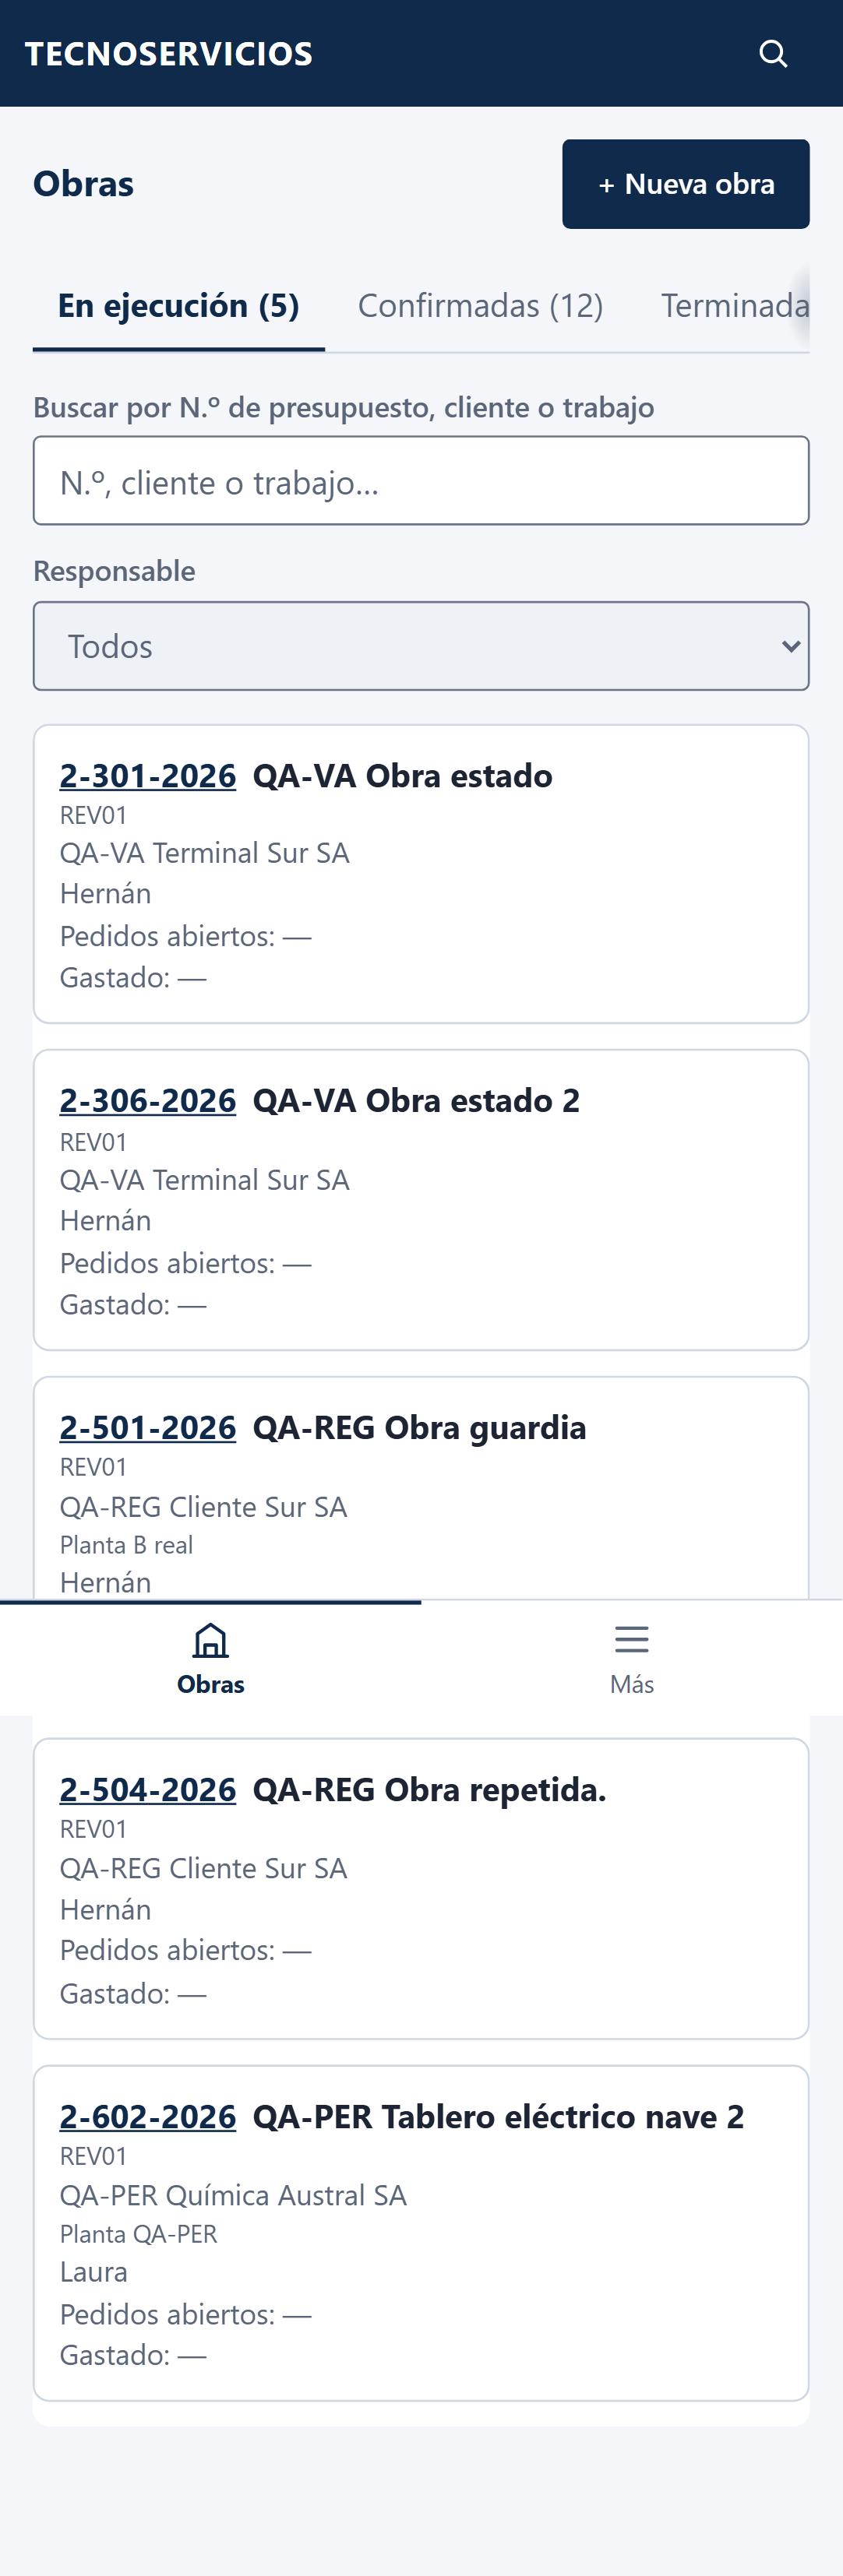 TECNOSERVICIOS
Obras
+ Nueva obra
En ejecución (5)
Confirmadas (12)
Terminada
Buscar por N.º de presupuesto, cliente o trabajo
N.º, cliente o trabajo...
Responsable
Todos
2-301-2026 QA-VA Obra estado
REV01
QA-VA Terminal Sur SA
Hernán
Pedidos abiertos: —
Gastado: —
2-306-2026 QA-VA Obra estado 2
REV01
QA-VA Terminal Sur SA
Hernán
Pedidos abiertos: —
Gastado: —
2-501-2026 QA-REG Obra guardia
REV01
QA-REG Cliente Sur SA
Planta B real
Hernán
Obras
Más
2-504-2026 QA-REG Obra repetida.
REV01
QA-REG Cliente Sur SA
Hernán
Pedidos abiertos: —
Gastado: —
2-602-2026 QA-PER Tablero eléctrico nave 2
REV01
QA-PER Química Austral SA
Planta QA-PER
Laura
Pedidos abiertos: —
Gastado: —